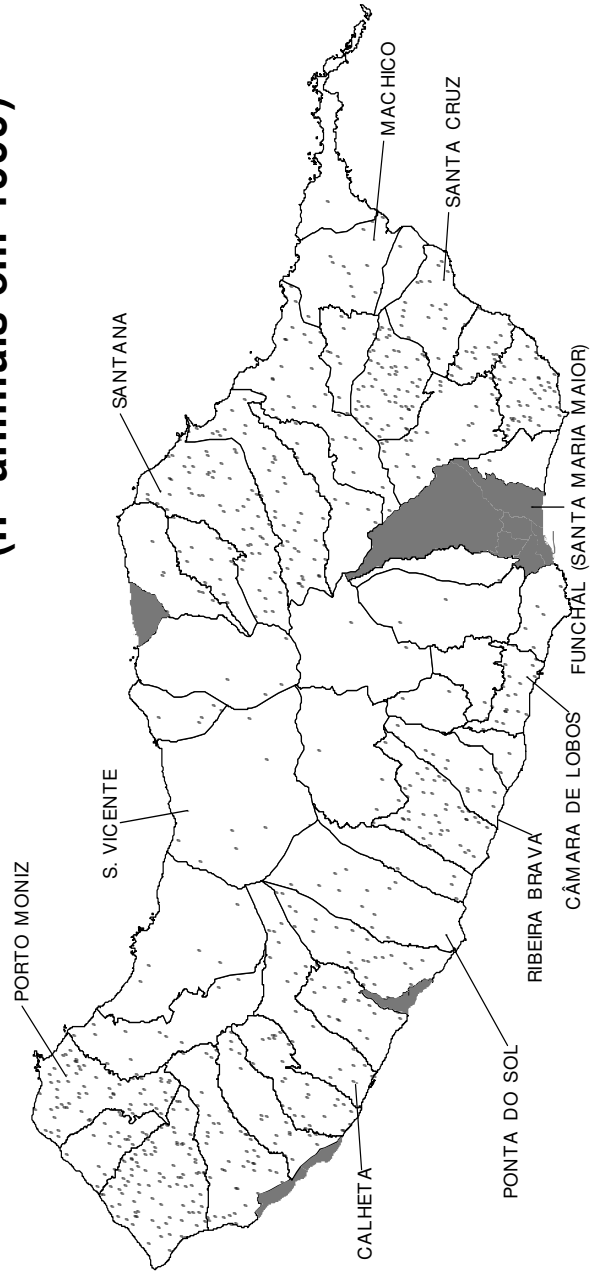 animais em
PORTO MONIZ
S. VICENTE
SANTANA
MACHICO
SANTA CRUZ
FUNCHAL (SANTA MARIA MAIOR)
CÂMARA DE LOBOS
RIBEIRA BRAVA
PONTA DO SOL
CALHETA